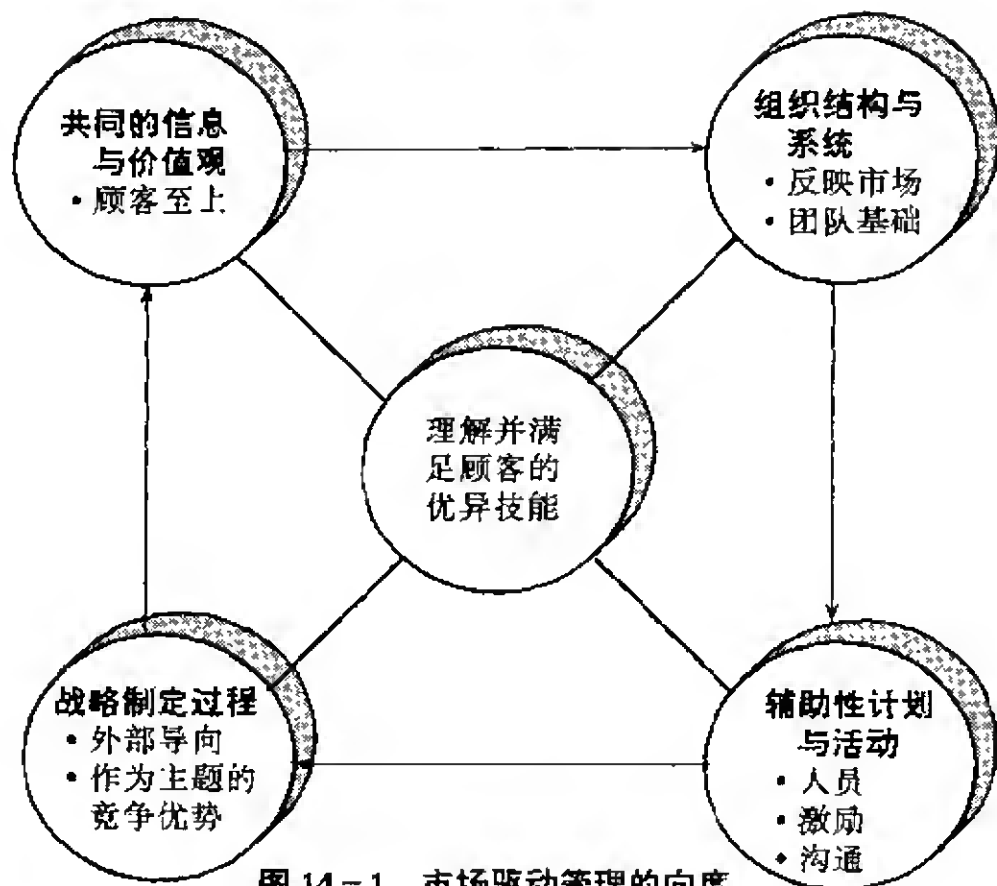 共同的信息
与价值观
• 顾客至上
组织结构与
系统
• 反映市场
• 团队基础
理解并满
足顾客的
优异技能
战略制定过程
• 外部导向
• 作为主题的
竞争优势
辅助性计划
与活动
• 人员
• 激励
• 沟通
图 14-1 市场驱动管理的向度